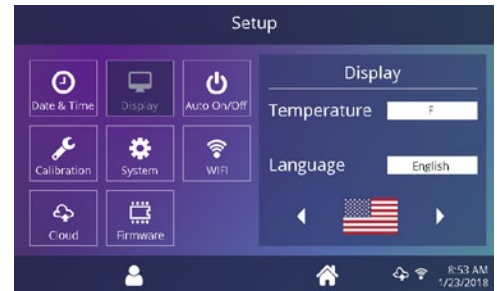 Setup
Date & Time
Display
Auto On/Off
Calibration
System
WIFI
Cloud
Firmware
Display
Temperature F
Language English
8:53 AM
1/23/2018